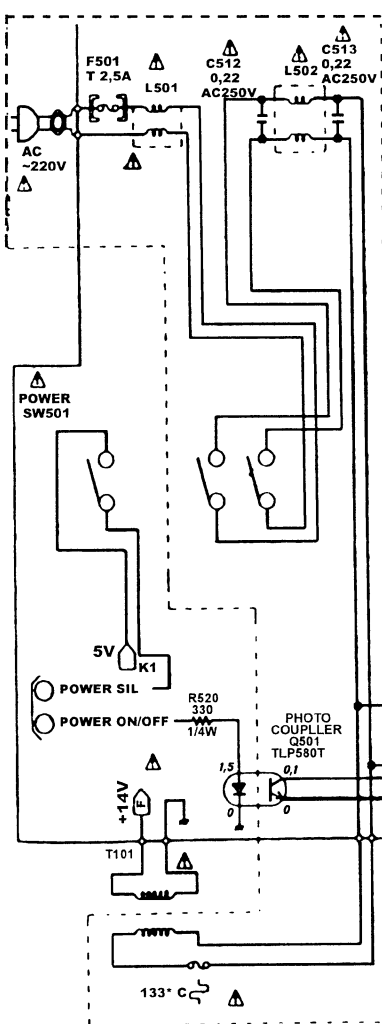 F501
T 2,5A
L501
C512
0,22
AC250V
L502
C513
0,22
AC250V
AC
~220V
POWER
SW501
5V
K1
POWER SIL
POWER ON/OFF
R520
330
1/4W
PHOTO
COUPLLER
Q501
TLP580T
1,5
0,1
0
0
+14V
F
T101
133* C